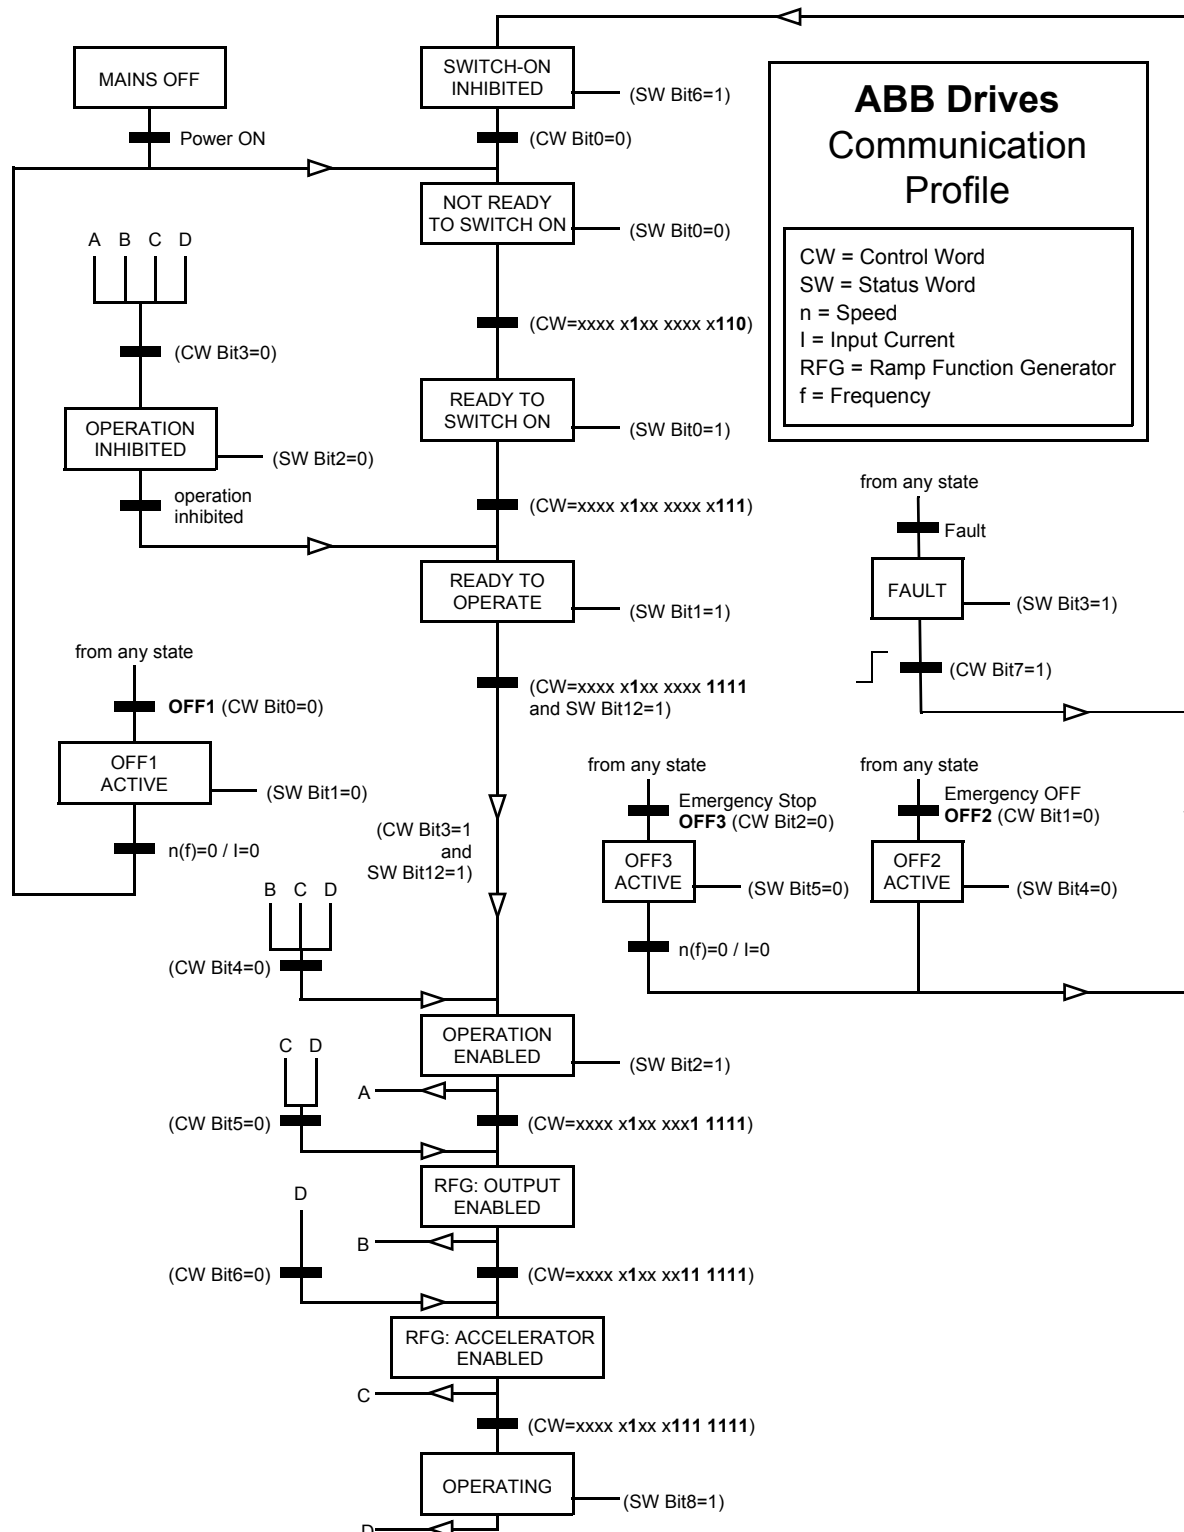 MAINS OFF
Power ON
SWITCH-ON
INHIBITED
(SW Bit6=1)
(CW Bit0=0)
ABB Drives
Communication
Profile
CW = Control Word
SW = Status Word
n = Speed
I = Input Current
RFG = Ramp Function Generator
f = Frequency
NOT READY
TO SWITCH ON
(SW Bit0=0)
A B C D
(CW Bit3=0)
(CW=xxxx x1xx xxxx x110)
OPERATION
INHIBITED
(SW Bit2=0)
operation
inhibited
READY TO
SWITCH ON
(SW Bit0=1)
(CW=xxxx x1xx xxxx x111)
from any state
Fault
FAULT
(SW Bit3=1)
(CW Bit7=1)
READY TO
OPERATE
(SW Bit1=1)
(CW=xxxx x1xx xxxx 1111
and SW Bit12=1)
from any state
OFF1 (CW Bit0=0)
OFF1
ACTIVE
(SW Bit1=0)
n(f)=0 / I=0
(CW Bit3=1
and
SW Bit12=1)
from any state
Emergency Stop
OFF3 (CW Bit2=0)
OFF3
ACTIVE
(SW Bit5=0)
n(f)=0 / I=0
from any state
Emergency OFF
OFF2 (CW Bit1=0)
OFF2
ACTIVE
(SW Bit4=0)
B C D
(CW Bit4=0)
OPERATION
ENABLED
(SW Bit2=1)
A
C D
(CW Bit5=0)
(CW=xxxx x1xx xxx1 1111)
RFG: OUTPUT
ENABLED
D
B
(CW Bit6=0)
(CW=xxxx x1xx xx11 1111)
RFG: ACCELERATOR
ENABLED
C
(CW=xxxx x1xx x111 1111)
OPERATING
(SW Bit8=1)
D